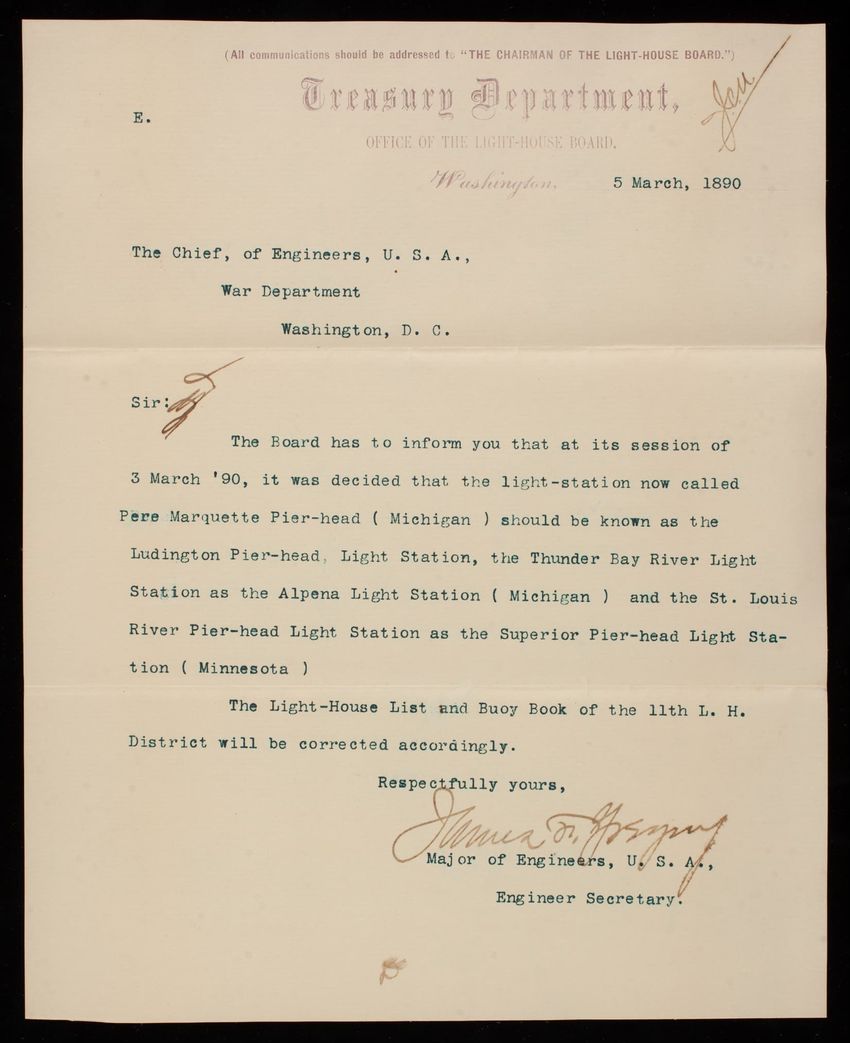 (All communications should be addressed to "THE CHAIRMAN OF THE LIGHT-HOUSE BOARD.")
Treasury Department,
E.
OFFICE OF THE LIGHT-HOUSE BOARD.
Washington, 5 March, 1890
The Chief, of Engineers, U. S. A.,
War Department
Washington, D. C.
Sir:
The Board has to inform you that at its session of
3 March '90, it was decided that the light-station now called
Pere Marquette Pier-head ( Michigan ) should be known as the
Ludington Pier-head, Light Station, the Thunder Bay River Light
Station as the Alpena Light Station ( Michigan ) and the St. Louis
River Pier-head Light Station as the Superior Pier-head Light Sta-
tion ( Minnesota )
The Light-House List and Buoy Book of the 11th L. H.
District will be corrected accordingly.
Respectfully yours,
James F. Gregory
Major of Engineers, U. S. A.,
Engineer Secretary.